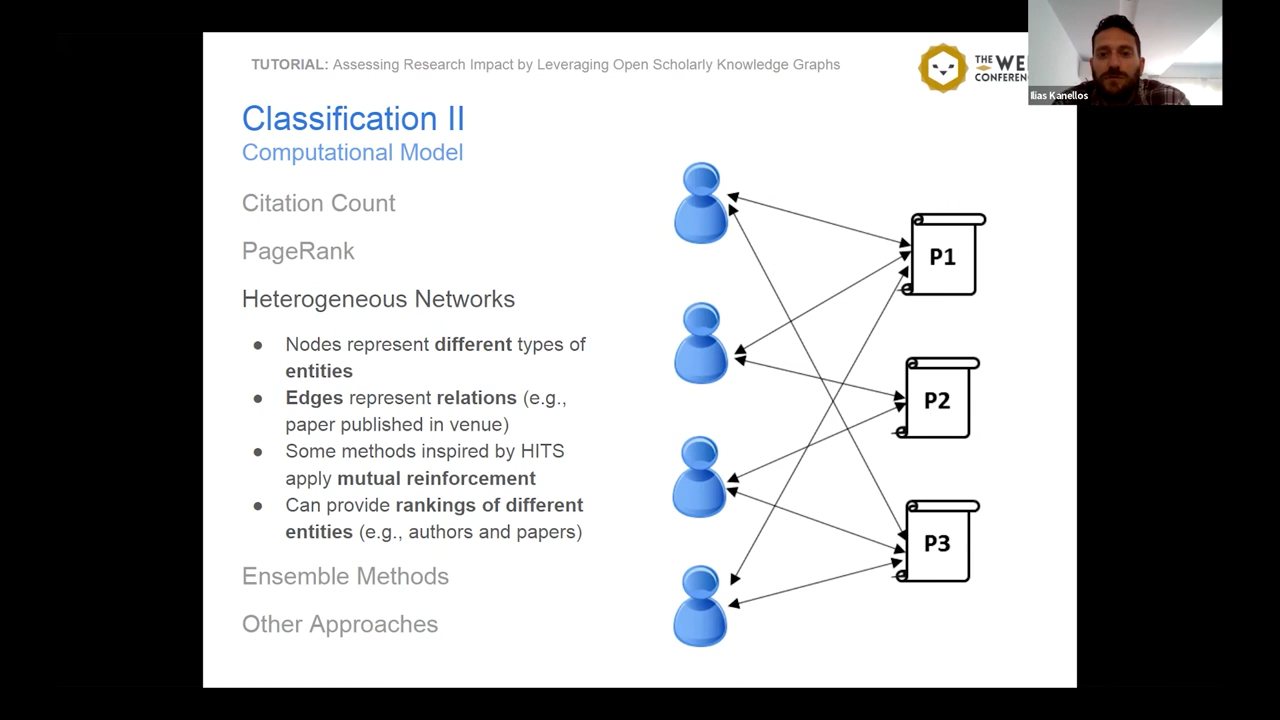 TUTORIAL: Assessing Research Impact by Leveraging Open Scholarly Knowledge Graphs
THE WE
CONFEREN
Ilias Kanellos
Classification II
Computational Model
Citation Count
PageRank
Heterogeneous Networks
● Nodes represent different types of
entities
● Edges represent relations (e.g.,
paper published in venue)
● Some methods inspired by HITS
apply mutual reinforcement
● Can provide rankings of different
entities (e.g., authors and papers)
Ensemble Methods
Other Approaches
P1
P2
P3